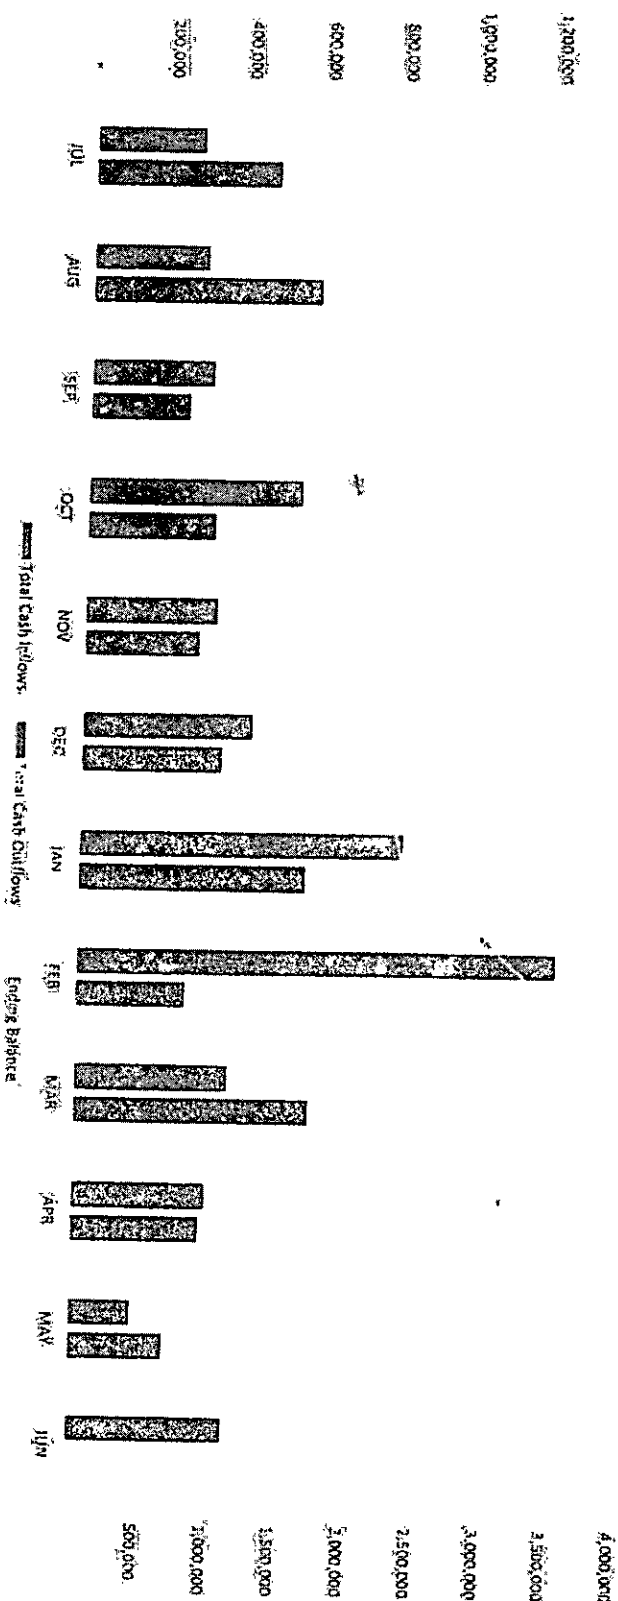 1,200,000
1,000,000
800,000
600,000
400,000
200,000
JUL
AUG
SEP
OCT
NOV
DEC
JAN
FEB
MAR
APR
MAY
JUN
4,000,000
3,500,000
3,000,000
2,500,000
2,000,000
1,500,000
1,000,000
500,000
Total Cash Inflows
Total Cash Outflows
Ending Balance